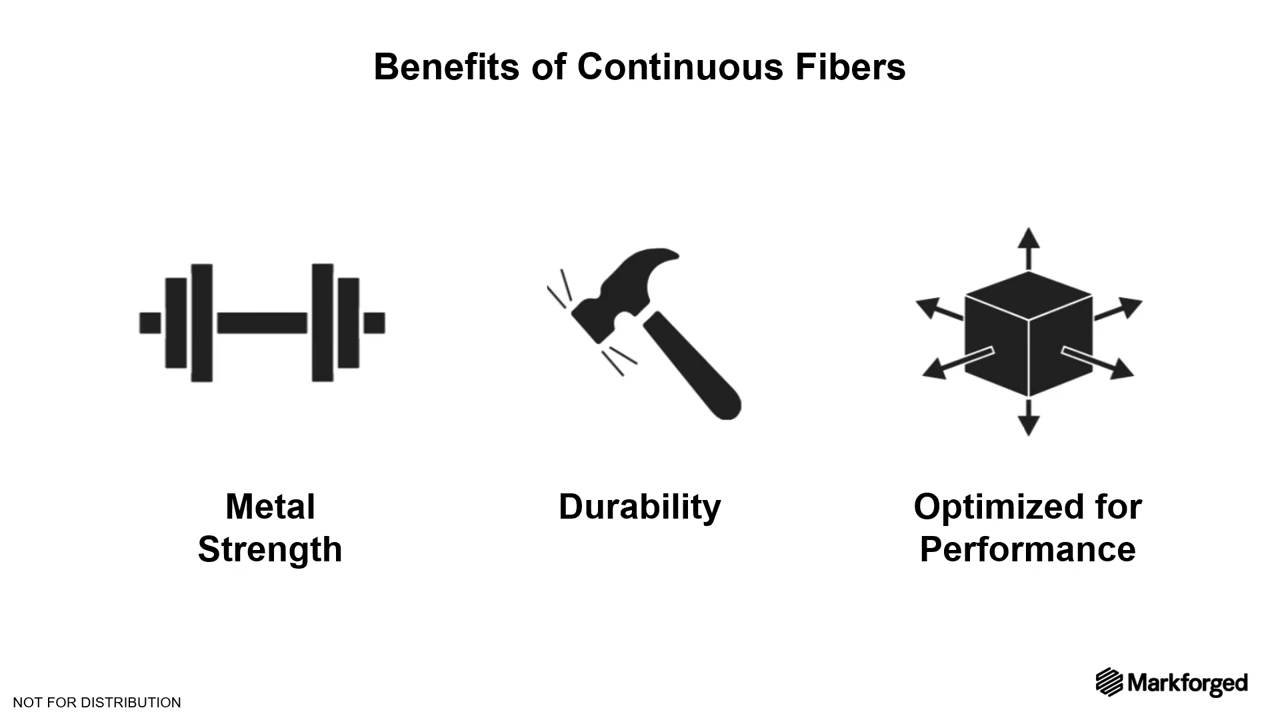 Benefits of Continuous Fibers
Metal
Strength
Durability
Optimized for
Performance
NOT FOR DISTRIBUTION
Markforged